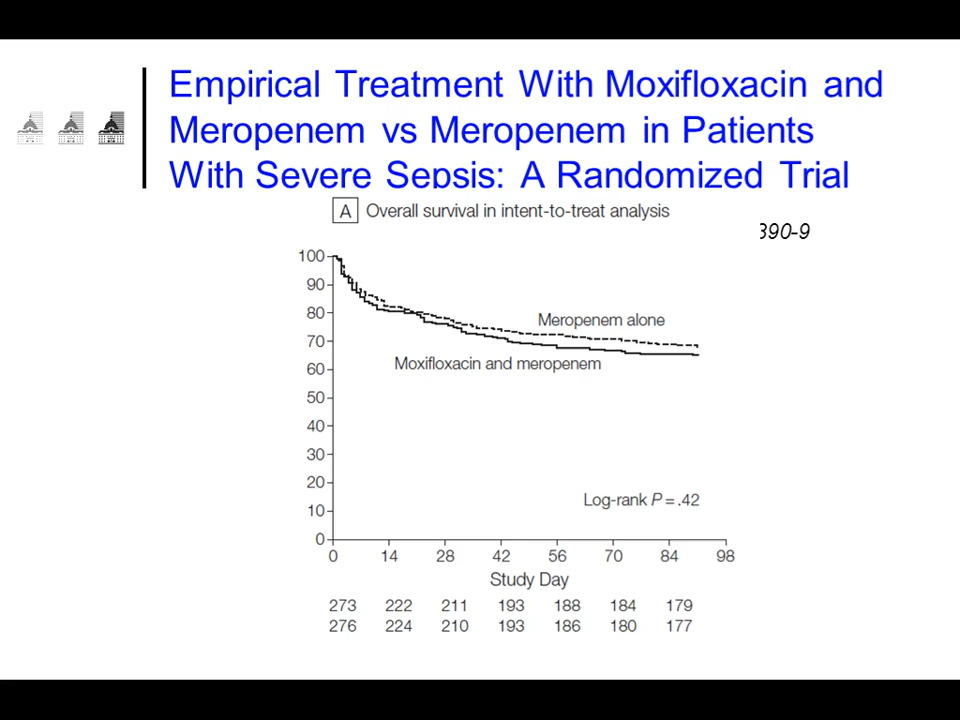 Empirical Treatment With Moxifloxacin and
Meropenem vs Meropenem in Patients
With Severe Sepsis: A Randomized Trial
A Overall survival in intent-to-treat analysis
390-9
100
90
80
Meropenem alone
70
Moxifloxacin and meropenem
60
50
40
30
20
Log-rank P = .42
10
0
0 14 28 42 56 70 84 98
Study Day
273 222 211 193 188 184 179
276 224 210 193 186 180 177